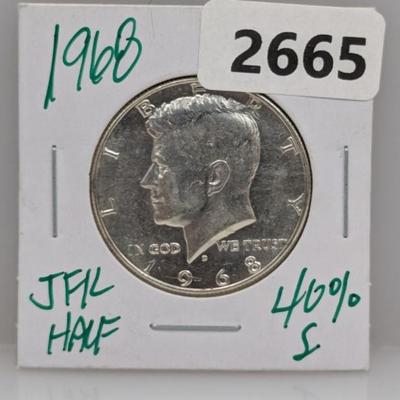 1968
2665
LIBERTY
IN GOD WE TRUST
D
1968
JFK
HALF
40%
S